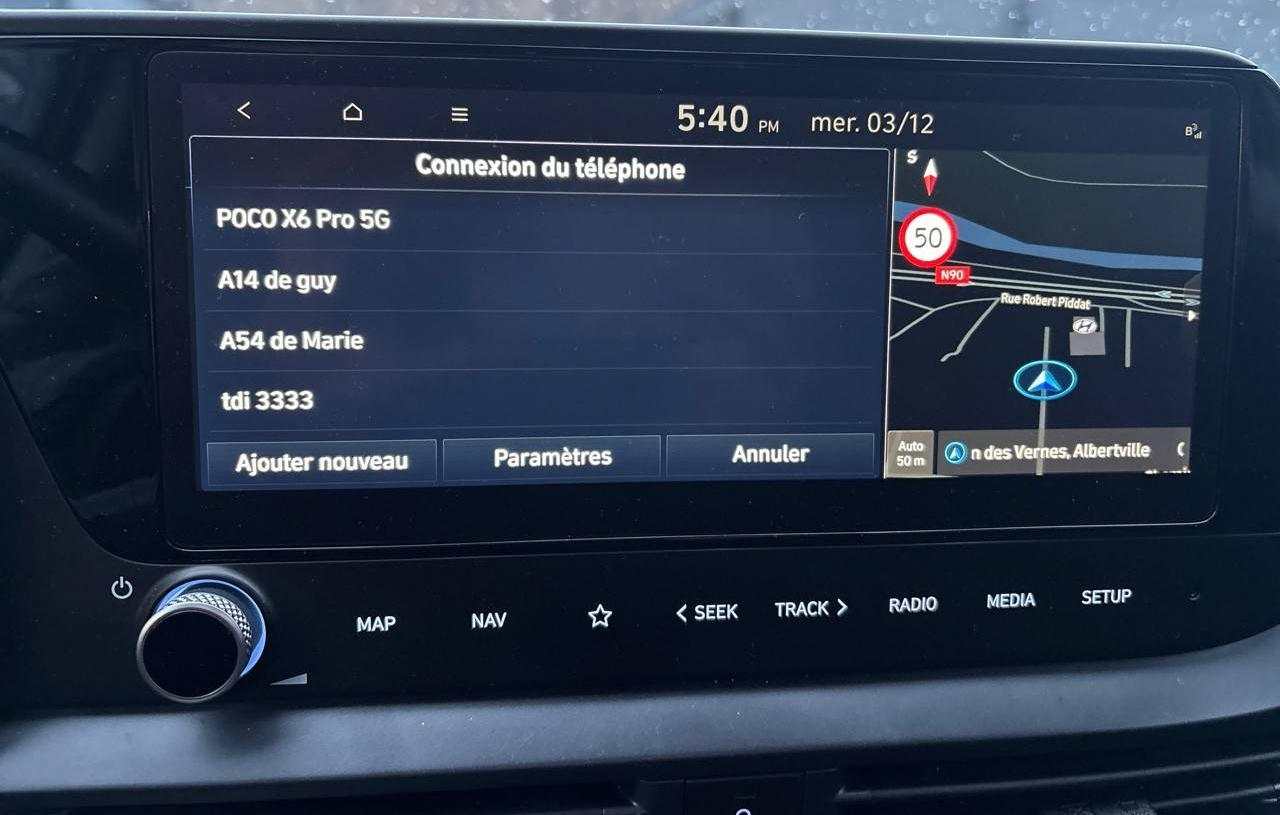 5:40 PM mer. 03/12
Connexion du téléphone
POCO X6 Pro 5G
A14 de guy
A54 de Marie
tdi 3333
Ajouter nouveau
Paramètres
Annuler
S
50
N90
Rue Robert Piddat
Auto
50 m
n des Vernes, Albertville
MAP
NAV
SEEK
TRACK
RADIO
MEDIA
SETUP